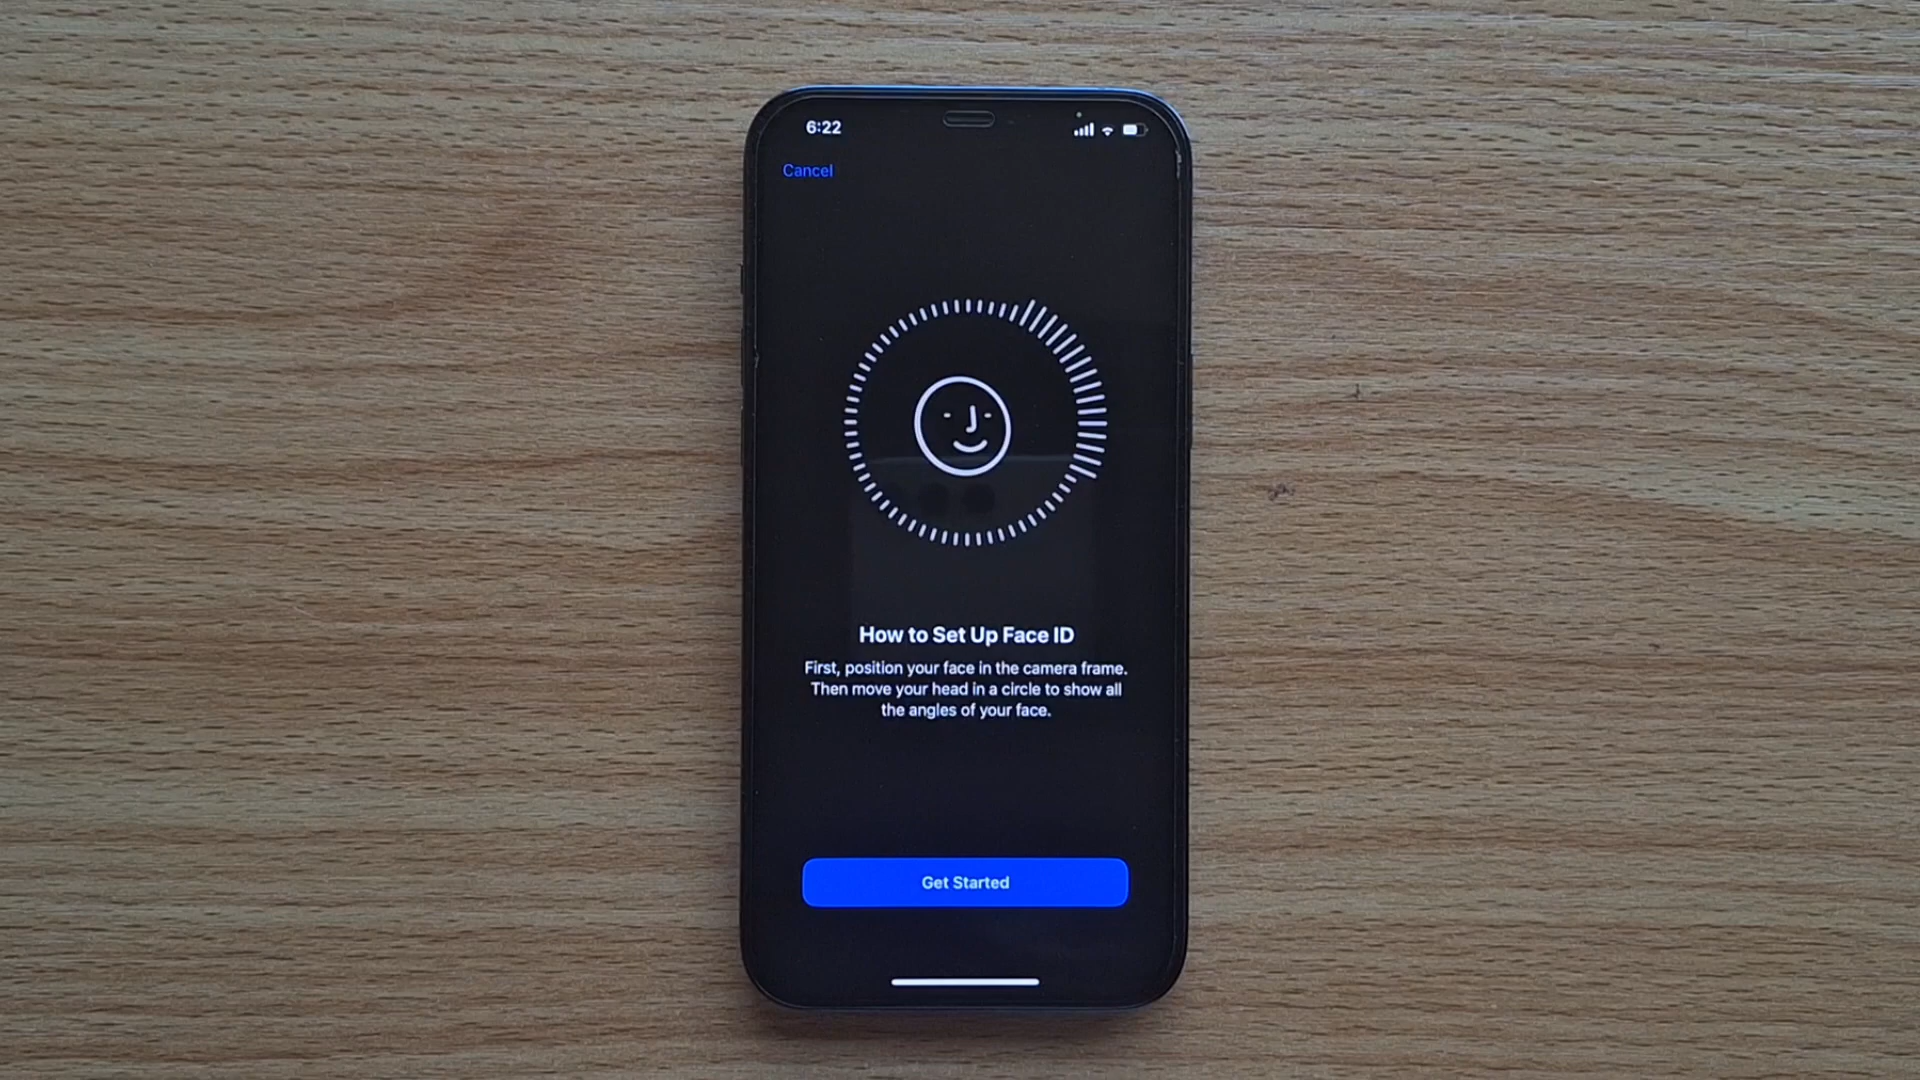 6:22
Cancel
How to Set Up Face ID
First, position your face in the camera frame.
Then move your head in a circle to show all
the angles of your face.
Get Started